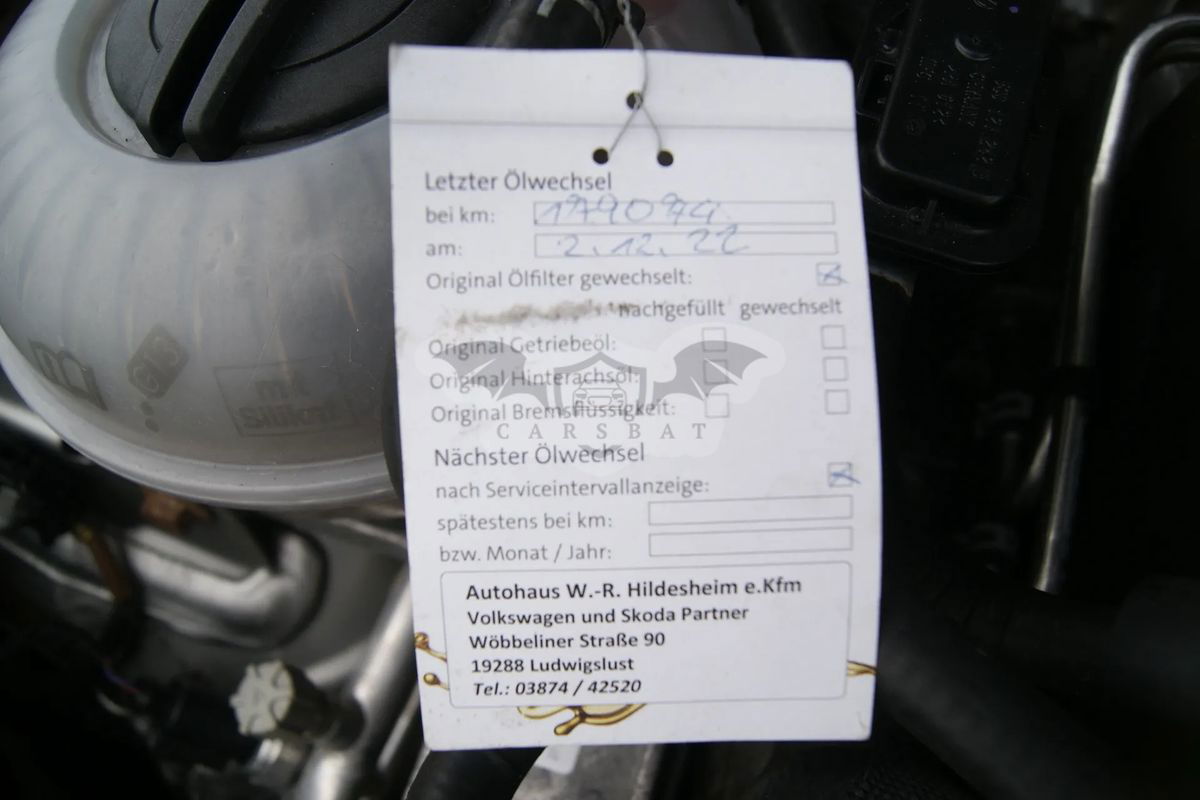 Letzter Ölwechsel
bei km:
am: 2.12.22
Original Ölfilter gewechselt:
nachgefüllt gewechselt
Original Getriebeöl:
Original Hinterachsöl:
Original Bremsflüssigkeit:
CARSBAT
Nächster Ölwechsel
nach Serviceintervallanzeige:
spätestens bei km:
bzw. Monat / Jahr:
Autohaus W.-R. Hildesheim e.Kfm
Volkswagen und Skoda Partner
Wöbbeliner Straße 90
19288 Ludwigslust
Tel.: 03874 / 42520